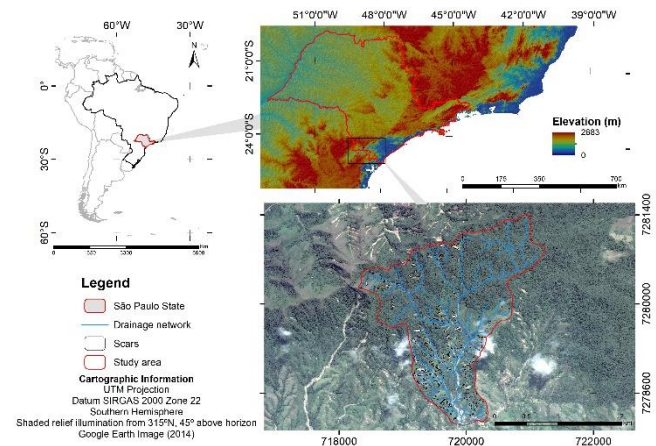 60°W
N
0°
30°S
60°S
51°0'0"W 48°0'0"W 45°0'0"W 42°0'0"W 39°0'0"W
21°0'0"S
24°0'0"S
Elevation (m)
2883
0
0 175 350 700
km
Legend
São Paulo State
Drainage network
Scars
Study area
Cartographic Information
UTM Projection
Datum SIRGAS 2000 Zone 22
Southern Hemisphere
Shaded relief illumination from 315ºN, 45º above horizon
Google Earth Image (2014)
7281400
7280000
7278600
718000 720000 722000